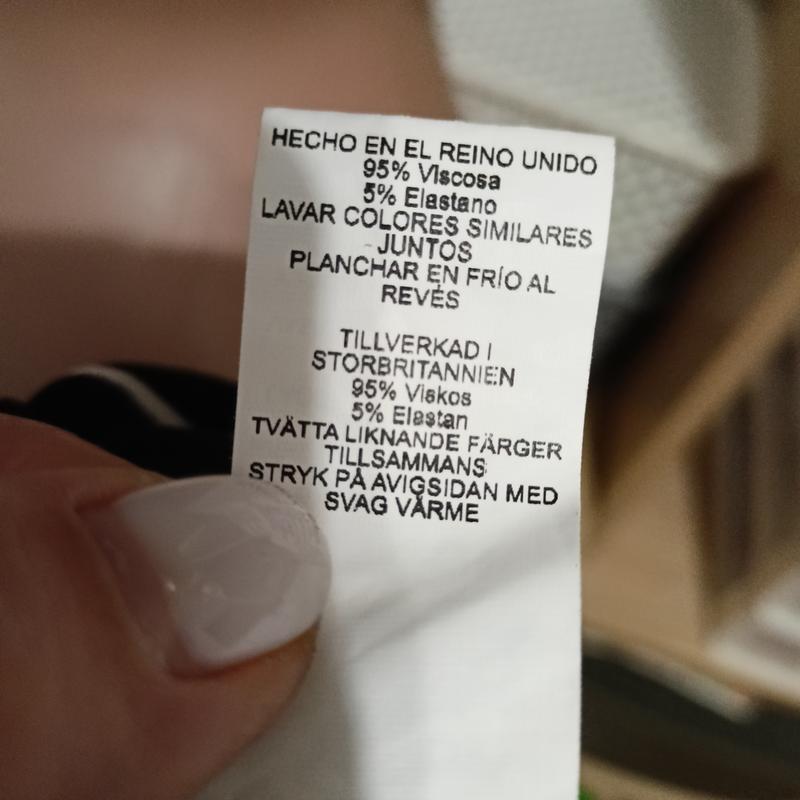 HECHO EN EL REINO UNIDO
95% Viscosa
5% Elastano
LAVAR COLORES SIMILARES
JUNTOS
PLANCHAR EN FRÍO AL
REVÉS
TILLVERKAD I
STORBRITANNIEN
95% Viskos
5% Elastan
TVÄTTA LIKNANDE FÄRGER
TILLSAMMANS
STRYK PÅ AVIGSIDAN MED
SVAG VÄRME